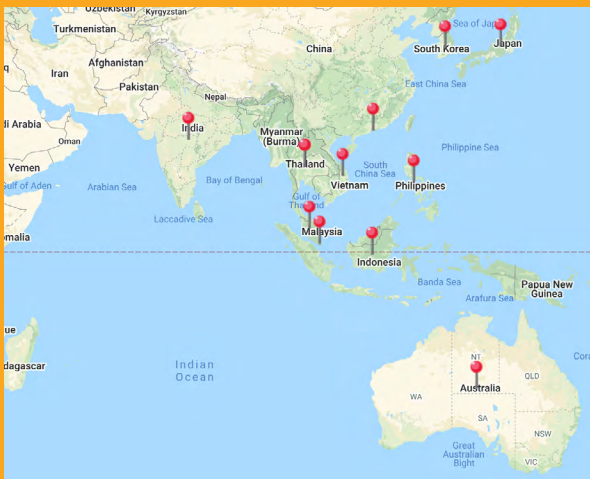 Uzbekistan
Kyrgyzstan
Sea of Jap
Turkmenistan
South Korea
Japan
China
Afghanistan
Iran
East China Sea
Pakistan
Nepal
di Arabia
India
Myanmar
(Burma)
Oman
Philippine Sea
Thailand
South
China Sea
Yemen
Bay of Bengal
Vietnam
Philippines
Gulf of Aden
Arabian Sea
Gulf of
Thailand
Laccadive Sea
Malaysia
omalia
Indonesia
Banda Sea
Papua New
Guinea
Arafura Sea
ue
dagascar
Indian
Ocean
NT
Cor
QLD
Australia
WA
SA
NSW
Great
Australian
Bight
VIC